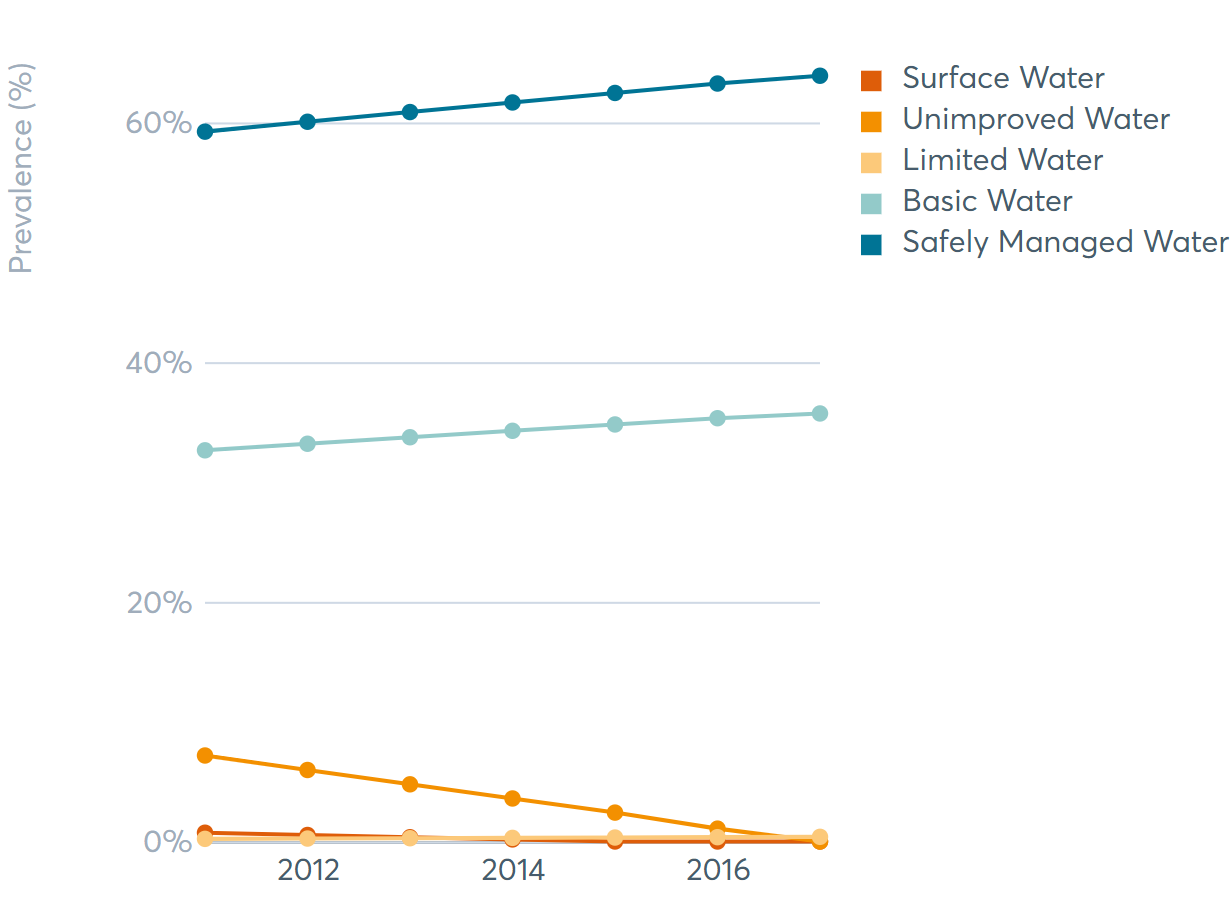 Prevalence (%)
60%
40%
20%
0%
2012
2014
2016
Surface Water
Unimproved Water
Limited Water
Basic Water
Safely Managed Water